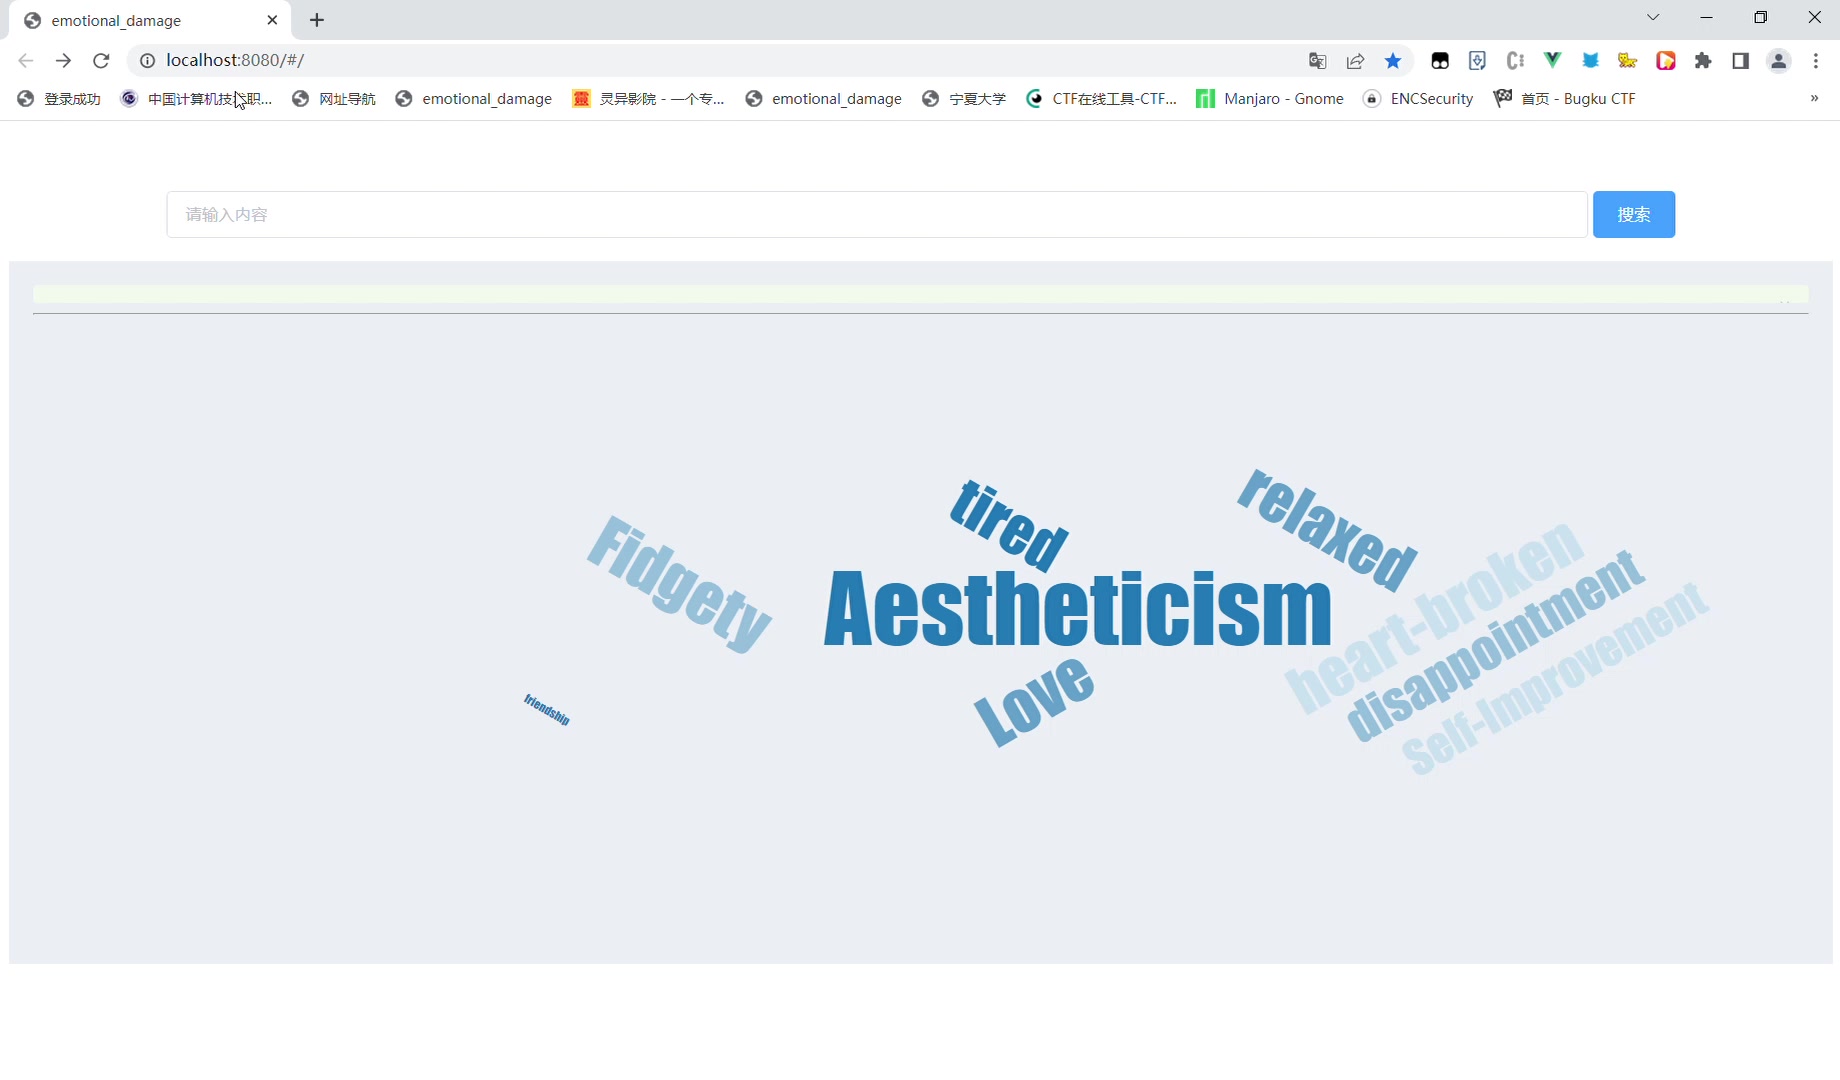 emotional_damage
localhost:8080/#/
登录成功
中国计算机技术职...
网址导航
emotional_damage
灵异影院 - 一个专...
emotional_damage
宁夏大学
CTF在线工具-CTF...
Manjaro - Gnome
ENCSecurity
首页 - Bugku CTF
»
请输入内容
搜索
tired
relaxed
Fidgety
Aestheticism
heart-broken
disappointment
Self-Improvement
Love
friendship